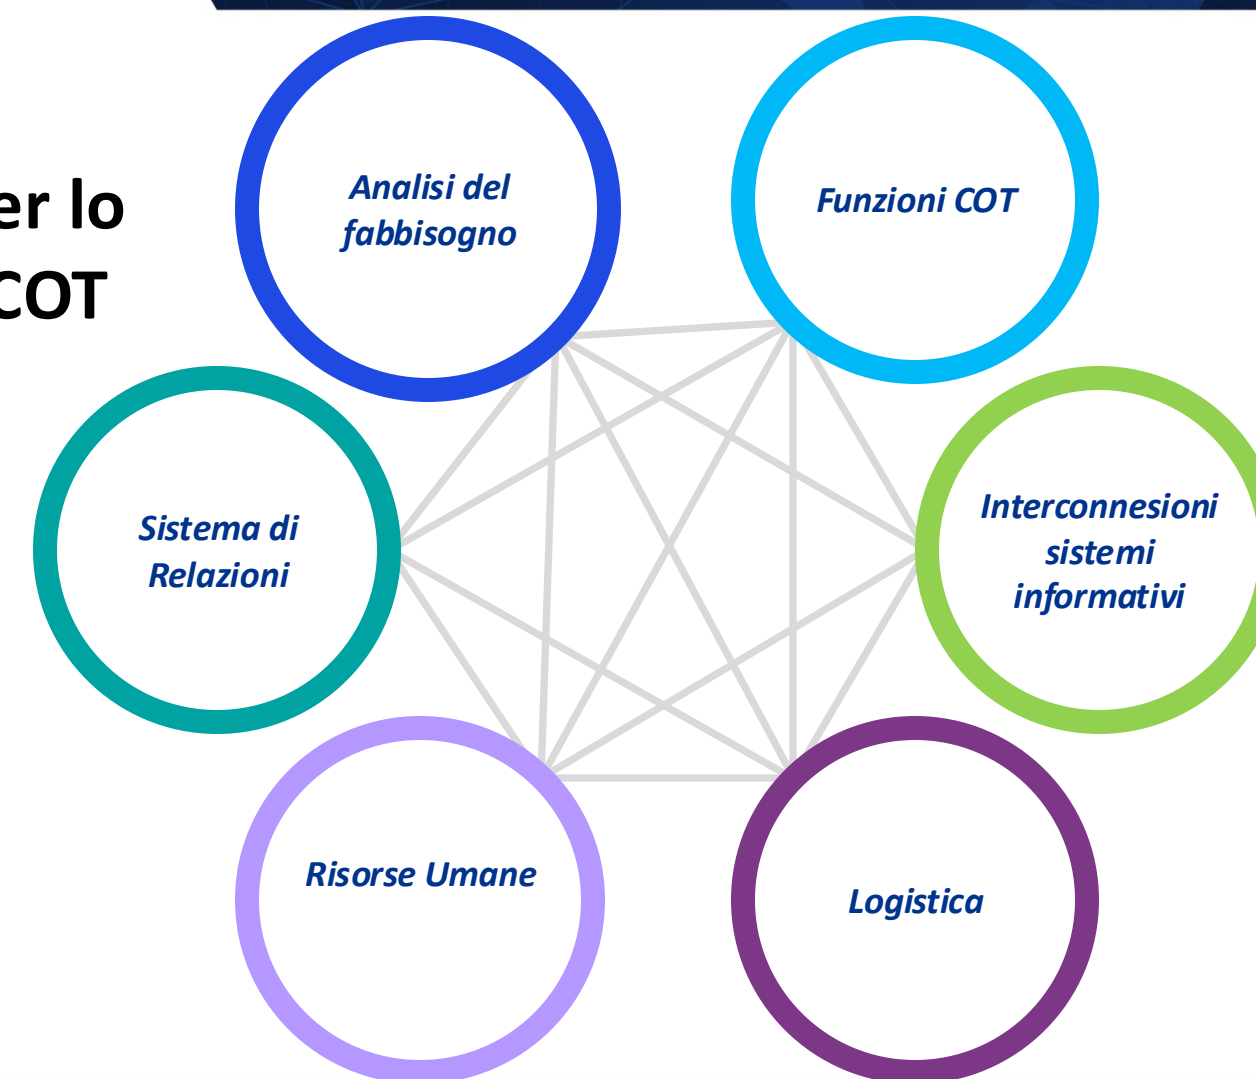 er lo
COT
Analisi del
fabbisogno
Funzioni COT
Sistema di
Relazioni
Interconnesioni
sistemi
informativi
Risorse Umane
Logistica